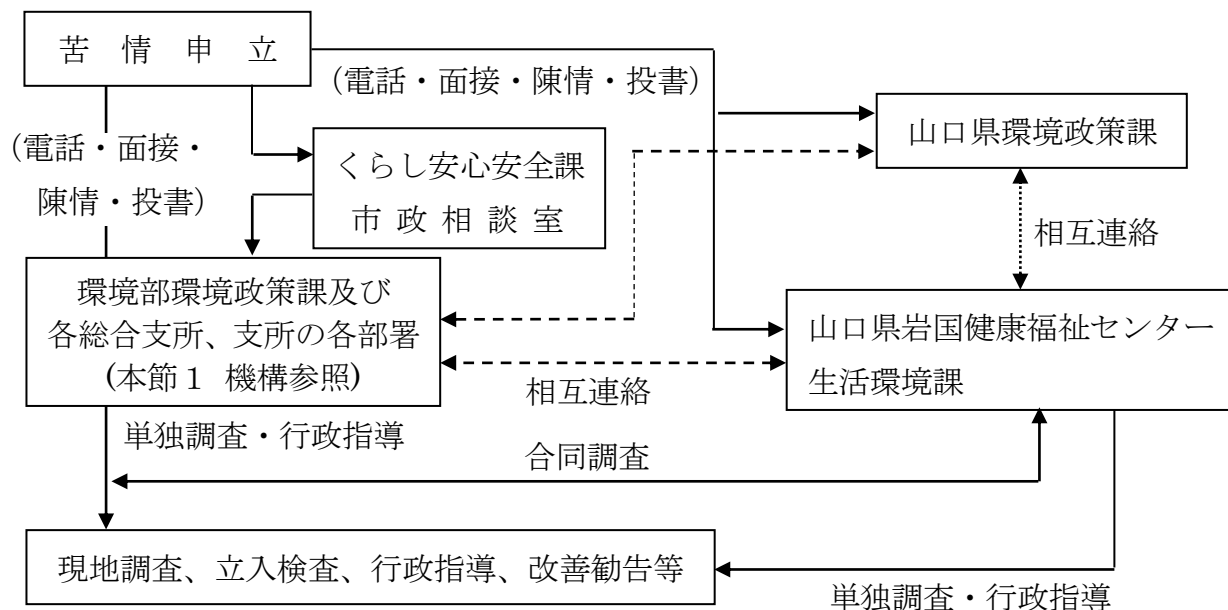 苦情申立
(電話・面接・陳情・投書)
山口県環境政策課
(電話・面接・
陳情・投書)
くらし安心安全課
市政相談室
相互連絡
環境部環境政策課及び
各総合支所、支所の各部署
(本節1 機構参照)
山口県岩国健康福祉センター
生活環境課
相互連絡
単独調査・行政指導
合同調査
現地調査、立入検査、行政指導、改善勧告等
単独調査・行政指導